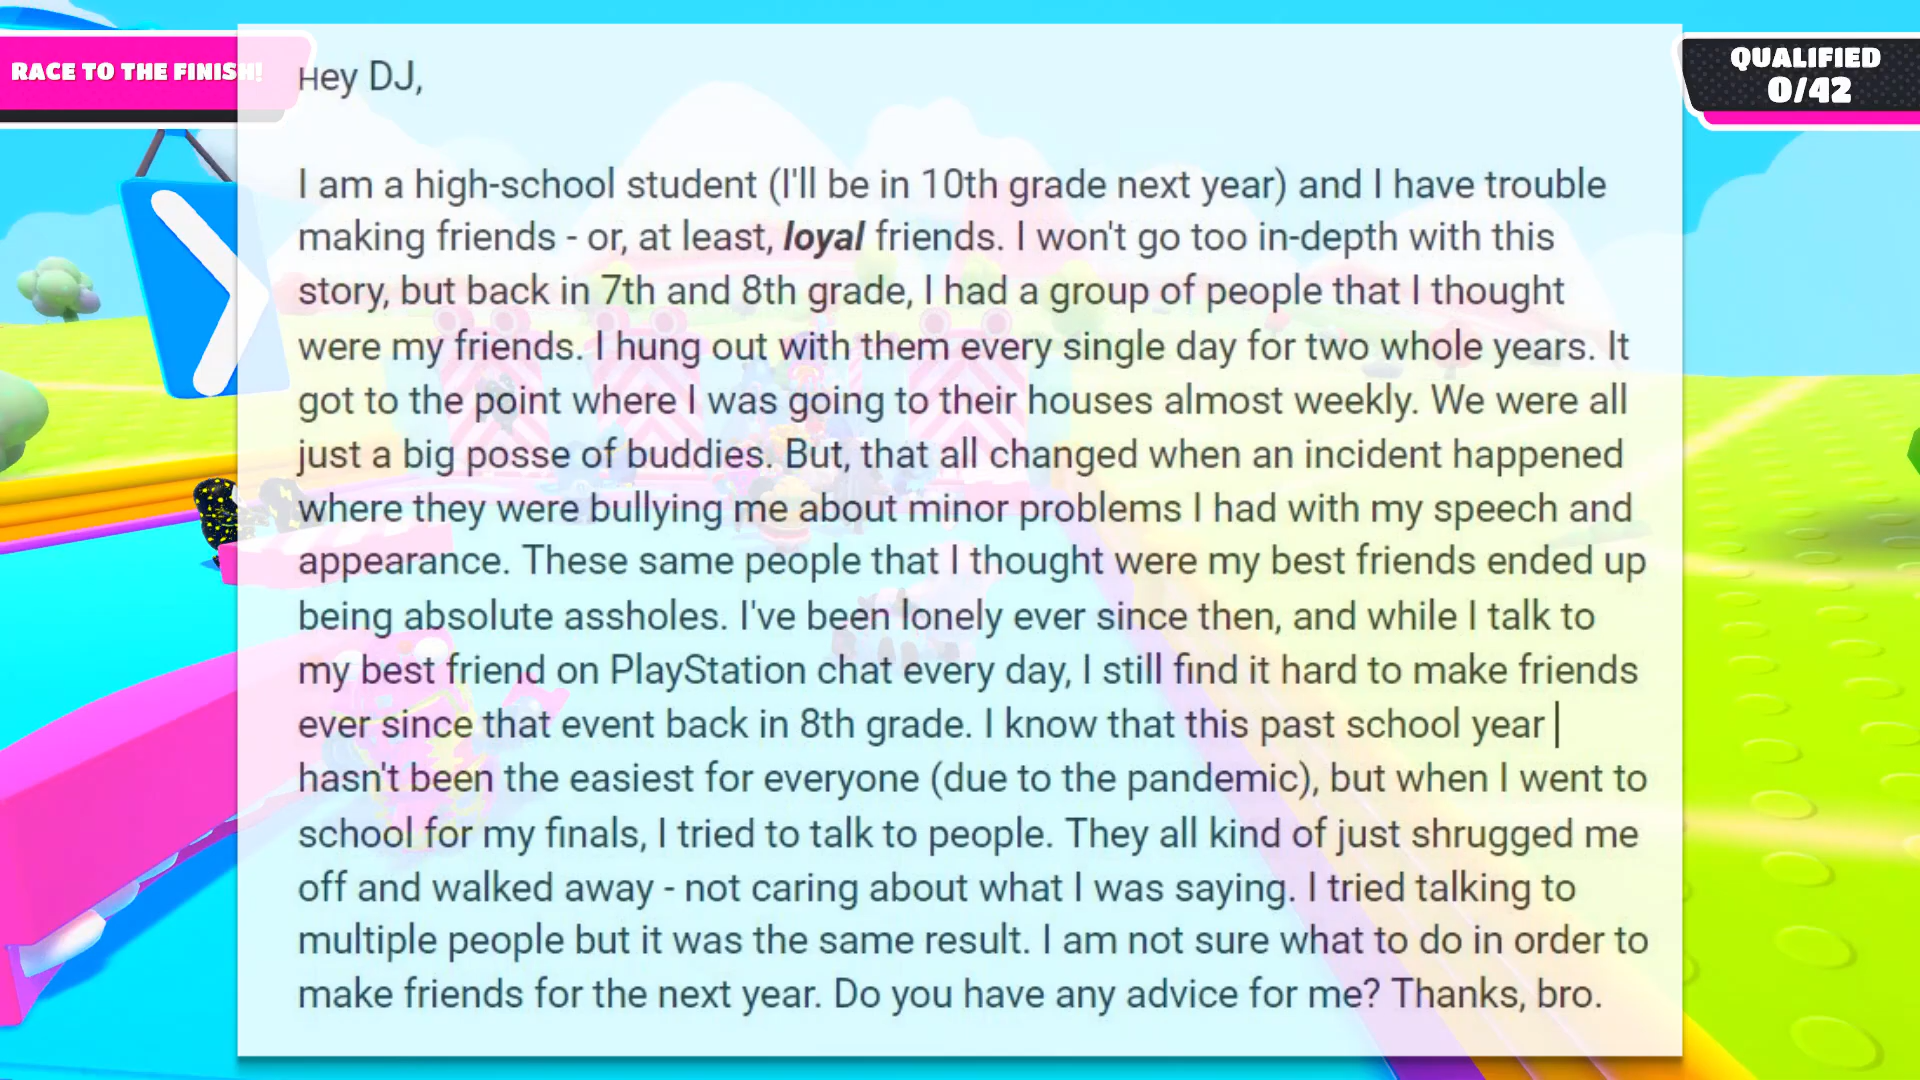 RACE TO THE FINISH!
QUALIFIED
0/42
Hey DJ,
I am a high-school student (I'll be in 10th grade next year) and I have trouble
making friends - or, at least, loyal friends. I won't go too in-depth with this
story, but back in 7th and 8th grade, I had a group of people that I thought
were my friends. I hung out with them every single day for two whole years. It
got to the point where I was going to their houses almost weekly. We were all
just a big posse of buddies. But, that all changed when an incident happened
where they were bullying me about minor problems I had with my speech and
appearance. These same people that I thought were my best friends ended up
being absolute assholes. I've been lonely ever since then, and while I talk to
my best friend on PlayStation chat every day, I still find it hard to make friends
ever since that event back in 8th grade. I know that this past school year
hasn't been the easiest for everyone (due to the pandemic), but when I went to
school for my finals, I tried to talk to people. They all kind of just shrugged me
off and walked away - not caring about what I was saying. I tried talking to
multiple people but it was the same result. I am not sure what to do in order to
make friends for the next year. Do you have any advice for me? Thanks, bro.